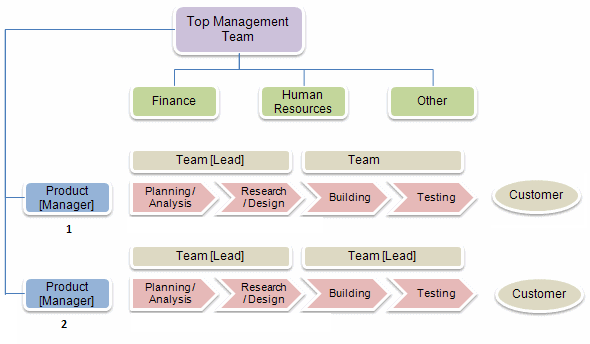 Top Management
Team
Finance
Human
Resources
Other
Team [Lead]
Team
Product
[Manager]
Planning/
Analysis
Research
/Design
Building
Testing
Customer
1
Team [Lead]
Team [Lead]
Product
[Manager]
Planning/
Analysis
Research
/Design
Building
Testing
Customer
2